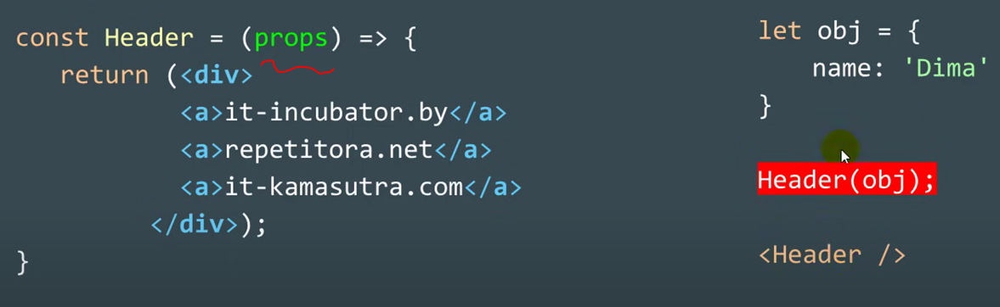 const Header = (props) => {
return (<div>
<a>it-incubator.by</a>
<a>repetitora.net</a>
<a>it-kamasutra.com</a>
</div>);
}
let obj = {
name: 'Dima'
}
Header(obj);
<Header />